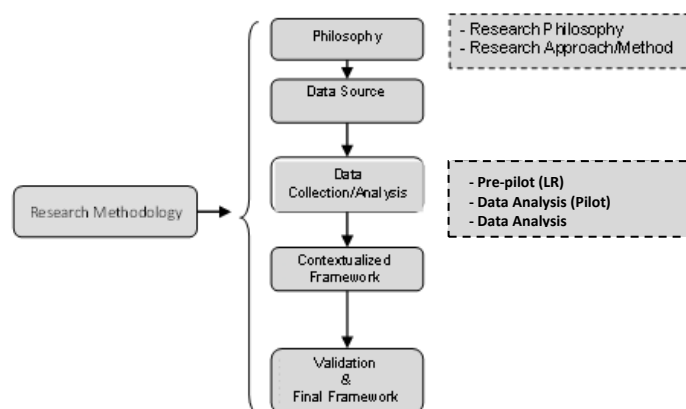 Philosophy
- Research Philosophy
- Research Approach/Method
Data Source
Data
Collection/Analysis
- Pre-pilot (LR)
- Data Analysis (Pilot)
- Data Analysis
Research Methodology
Contextualized
Framework
Validation
&
Final Framework